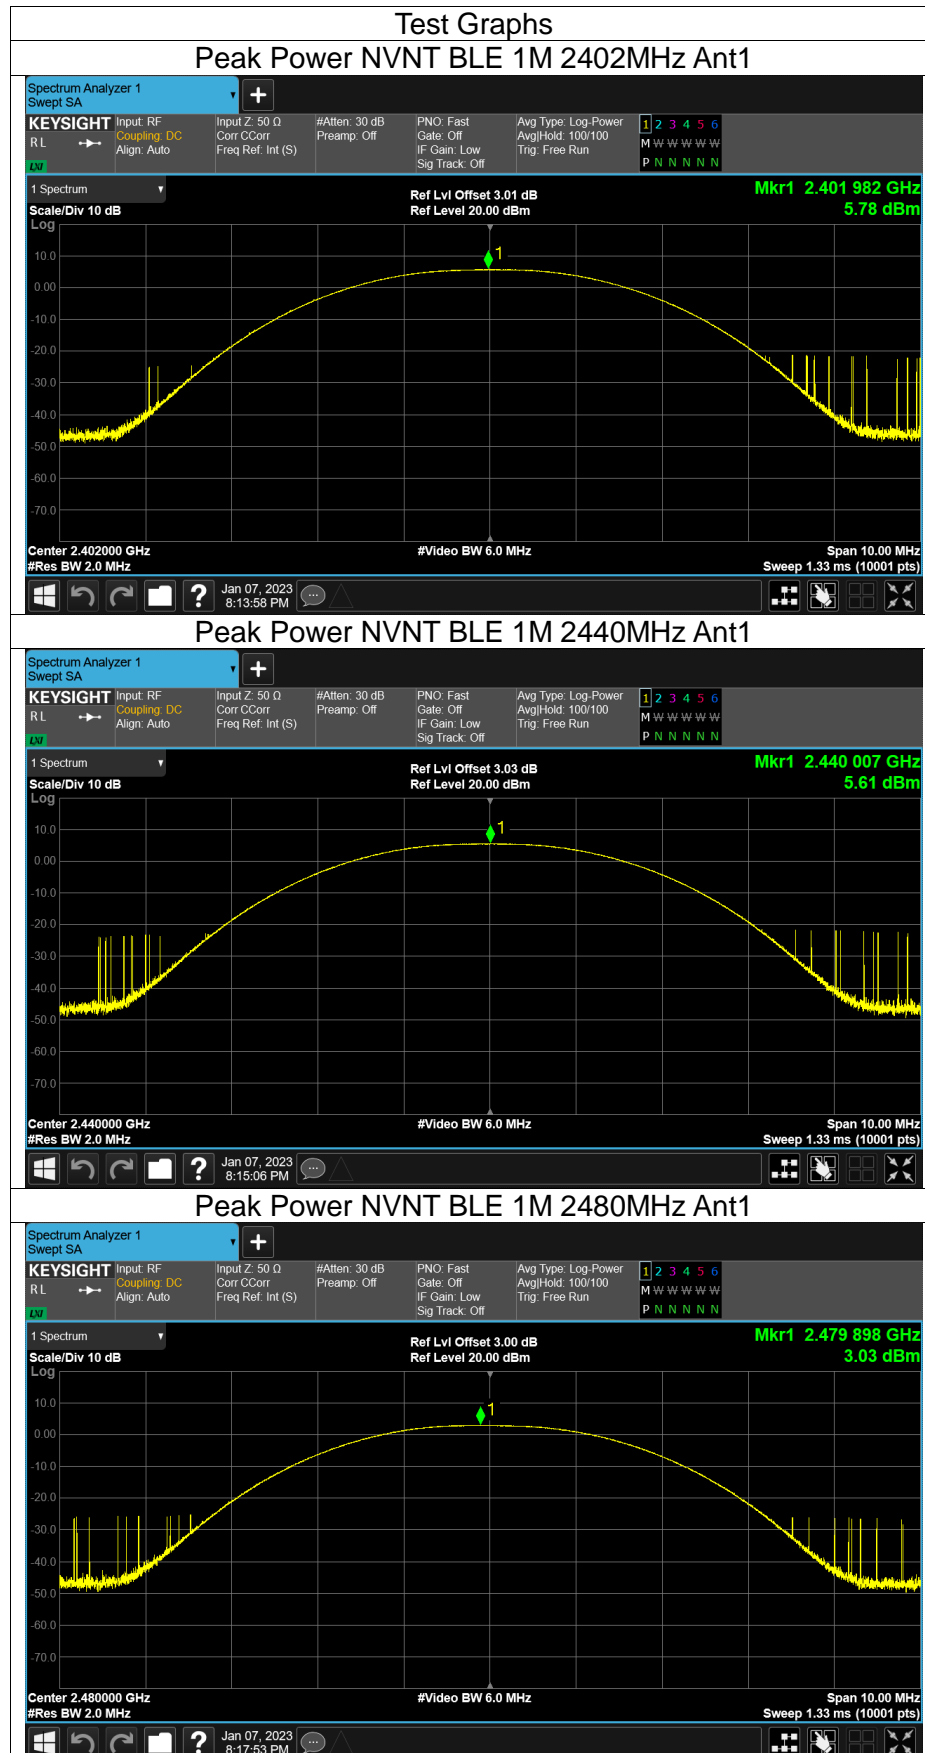 Test Graphs
Peak Power NVNT BLE 1M 2402MHz Ant1
Spectrum Analyzer 1
Swept SA
KEYSIGHT Input: RF Input Z: 50 Ω #Atten: 30 dB PNO: Fast Avg Type: Log-Power 1 2 3 4 5 6
RL Coupling: DC Corr CCorr Preamp: Off Gate: Off Avg|Hold: 100/100 M W W W W W
Align: Auto Freq Ref: Int (S) IF Gain: Low Trig: Free Run
LXI Sig Track: Off P N N N N N
1 Spectrum Ref Lvl Offset 3.01 dB Mkr1 2.401 982 GHz
Scale/Div 10 dB Ref Level 20.00 dBm 5.78 dBm
Log
1
10.0
0.00
-10.0
-20.0
-30.0
-40.0
-50.0
-60.0
-70.0
Center 2.402000 GHz #Video BW 6.0 MHz Span 10.00 MHz
#Res BW 2.0 MHz Sweep 1.33 ms (10001 pts)
? Jan 07, 2023
8:13:58 PM
Peak Power NVNT BLE 1M 2440MHz Ant1
Spectrum Analyzer 1
Swept SA
KEYSIGHT Input: RF Input Z: 50 Ω #Atten: 30 dB PNO: Fast Avg Type: Log-Power 1 2 3 4 5 6
RL Coupling: DC Corr CCorr Preamp: Off Gate: Off Avg|Hold: 100/100 M W W W W W
Align: Auto Freq Ref: Int (S) IF Gain: Low Trig: Free Run
LXI Sig Track: Off P N N N N N
1 Spectrum Ref Lvl Offset 3.03 dB Mkr1 2.440 007 GHz
Scale/Div 10 dB Ref Level 20.00 dBm 5.61 dBm
Log
1
10.0
0.00
-10.0
-20.0
-30.0
-40.0
-50.0
-60.0
-70.0
Center 2.440000 GHz #Video BW 6.0 MHz Span 10.00 MHz
#Res BW 2.0 MHz Sweep 1.33 ms (10001 pts)
? Jan 07, 2023
8:15:06 PM
Peak Power NVNT BLE 1M 2480MHz Ant1
Spectrum Analyzer 1
Swept SA
KEYSIGHT Input: RF Input Z: 50 Ω #Atten: 30 dB PNO: Fast Avg Type: Log-Power 1 2 3 4 5 6
RL Coupling: DC Corr CCorr Preamp: Off Gate: Off Avg|Hold: 100/100 M W W W W W
Align: Auto Freq Ref: Int (S) IF Gain: Low Trig: Free Run
LXI Sig Track: Off P N N N N N
1 Spectrum Ref Lvl Offset 3.00 dB Mkr1 2.479 898 GHz
Scale/Div 10 dB Ref Level 20.00 dBm 3.03 dBm
Log
10.0
1
0.00
-10.0
-20.0
-30.0
-40.0
-50.0
-60.0
-70.0
Center 2.480000 GHz #Video BW 6.0 MHz Span 10.00 MHz
#Res BW 2.0 MHz Sweep 1.33 ms (10001 pts)
? Jan 07, 2023
8:17:53 PM